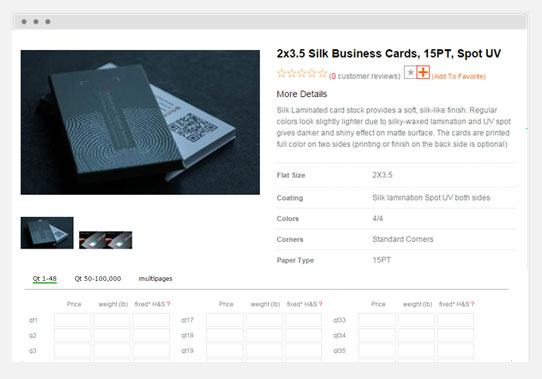 2x3.5 Silk Business Cards, 15PT, Spot UV
(0 customer reviews) (Add To Favorite)
More Details
Silk Laminated card stock provides a soft, silk-like finish. Regular
colors look slightly lighter due to silky-waxed lamination and UV spot
gives darker and shiny effect on matte surface. The cards are printed
full color on two sides (printing or finish on the back side is optional)
Flat Size 2X3.5
Coating Silk lamination Spot UV both sides
Colors 4/4
Corners Standard Corners
Paper Type 15PT
Qt 1-48 Qt 50-100,000 multipages
Price weight (lb) fixed* H&S ? Price weight (lb) fixed* H&S ? Price weight (lb) fixed* H&S ?
qt1 qt17 qt33
q2 qt18 qt34
q3 qt19 qt35